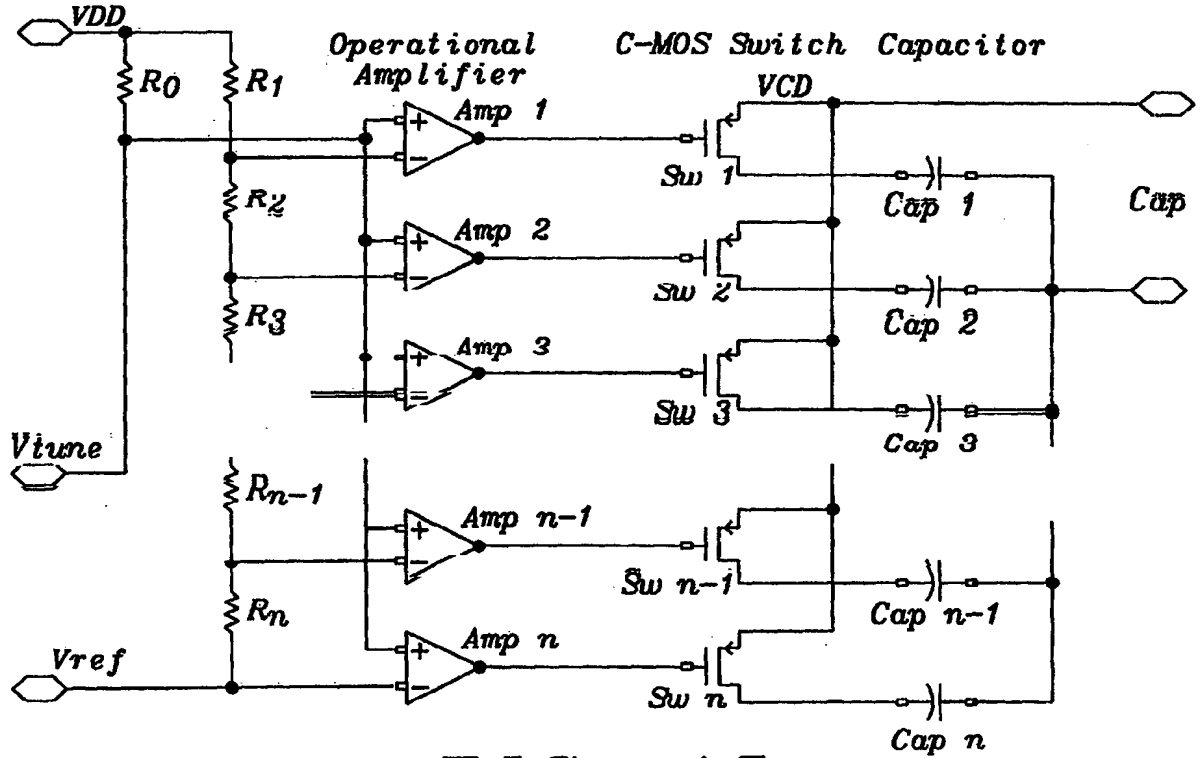 VDD
Operational
Amplifier
C-MOS Switch
Capacitor
R0
R1
Amp 1
VCD
Sw 1
Cap 1
Cap
R2
Amp 2
Sw 2
Cap 2
R3
Amp 3
Sw 3
Cap 3
Vtune
Rn-1
Amp n-1
Sw n-1
Cap n-1
Rn
Amp n
Vref
Sw n
Cap n